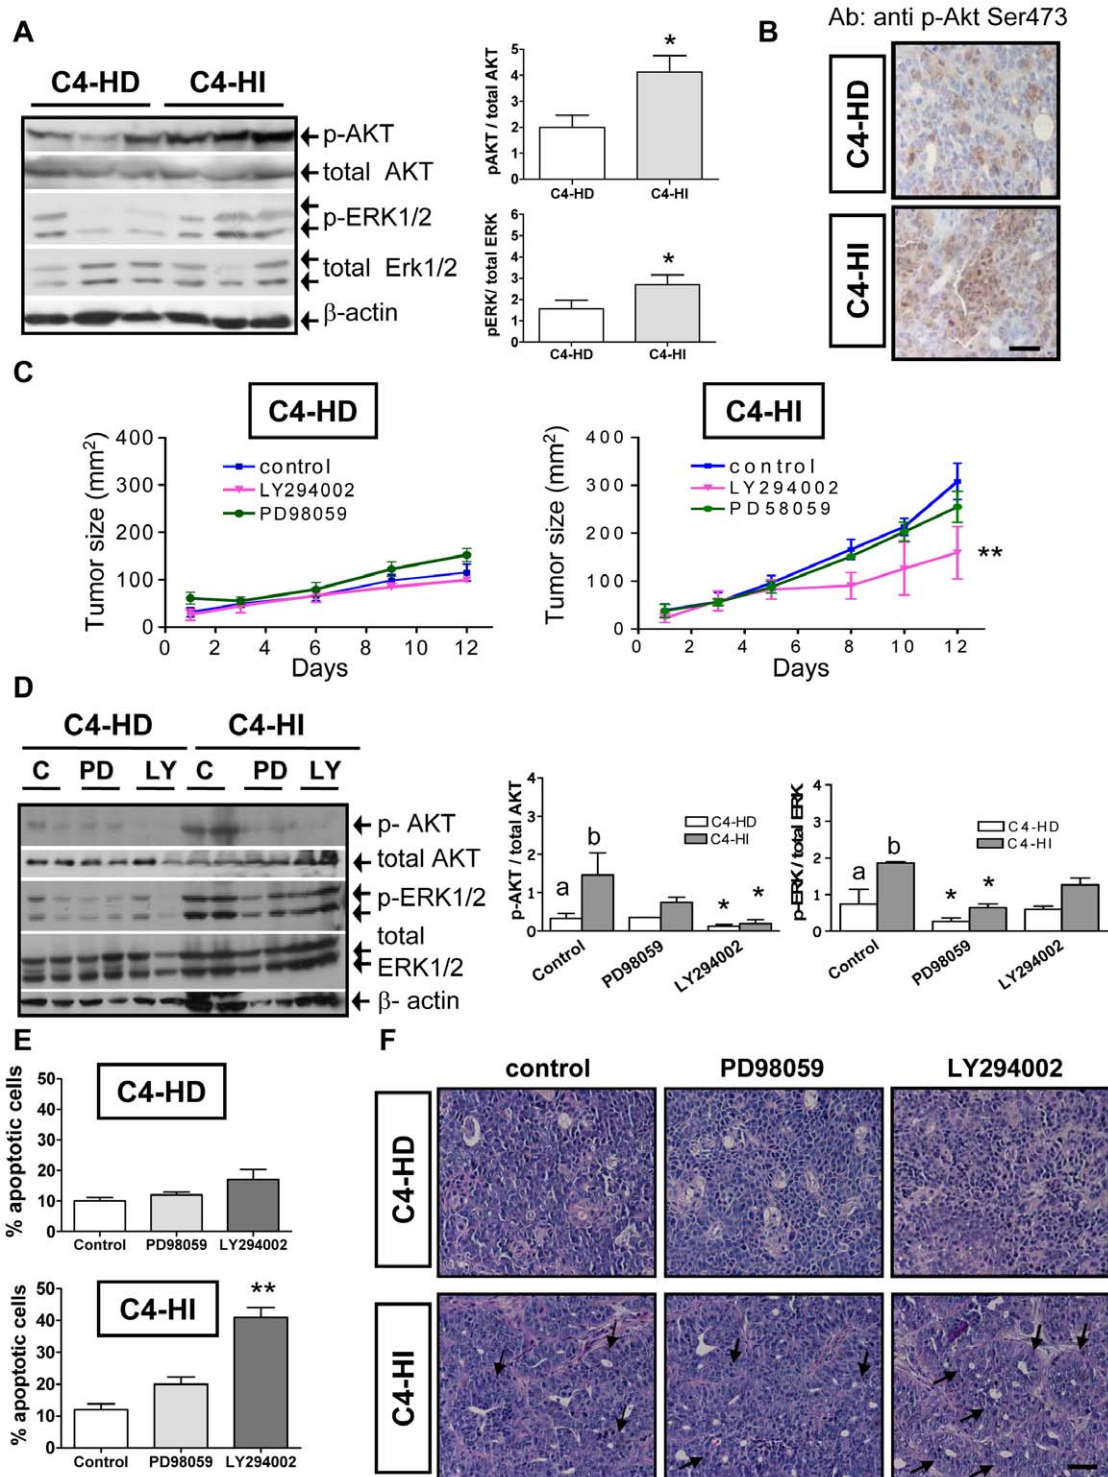 Ab: anti p-Akt Ser473
A
C4-HD C4-HI
p-AKT
total AKT
p-ERK1/2
total Erk1/2
β-actin
pAKT / total AKT
5
4
3
2
1
0
C4-HD C4-HI
*
pERK/ total ERK
6
5
4
3
2
1
0
C4-HD C4-HI
*
B
C4-HD
C4-HI
C
C4-HD
Tumor size (mm2)
400
300
200
100
0
control
LY294002
PD98059
0 2 4 6 8 10 12
Days
C4-HI
Tumor size (mm2)
400
300
200
100
0
control
LY294002
PD58059
**
0 2 4 6 8 10 12
Days
D
C4-HD C4-HI
C PD LY C PD LY
p- AKT
total AKT
p-ERK1/2
total
ERK1/2
β- actin
p-AKT / total AKT
4
2
0
C4-HD
C4-HI
a b * *
Control PD98059 LY294002
p-ERK / total ERK
4
3
2
1
0
C4-HD
C4-HI
a b * *
Control PD98059 LY294002
E
C4-HD
% apoptotic cells
50
40
30
20
10
0
Control PD98059 LY294002
C4-HI
% apoptotic cells
50
40
30
20
10
0
**
Control PD98059 LY294002
F
control PD98059 LY294002
C4-HD
C4-HI